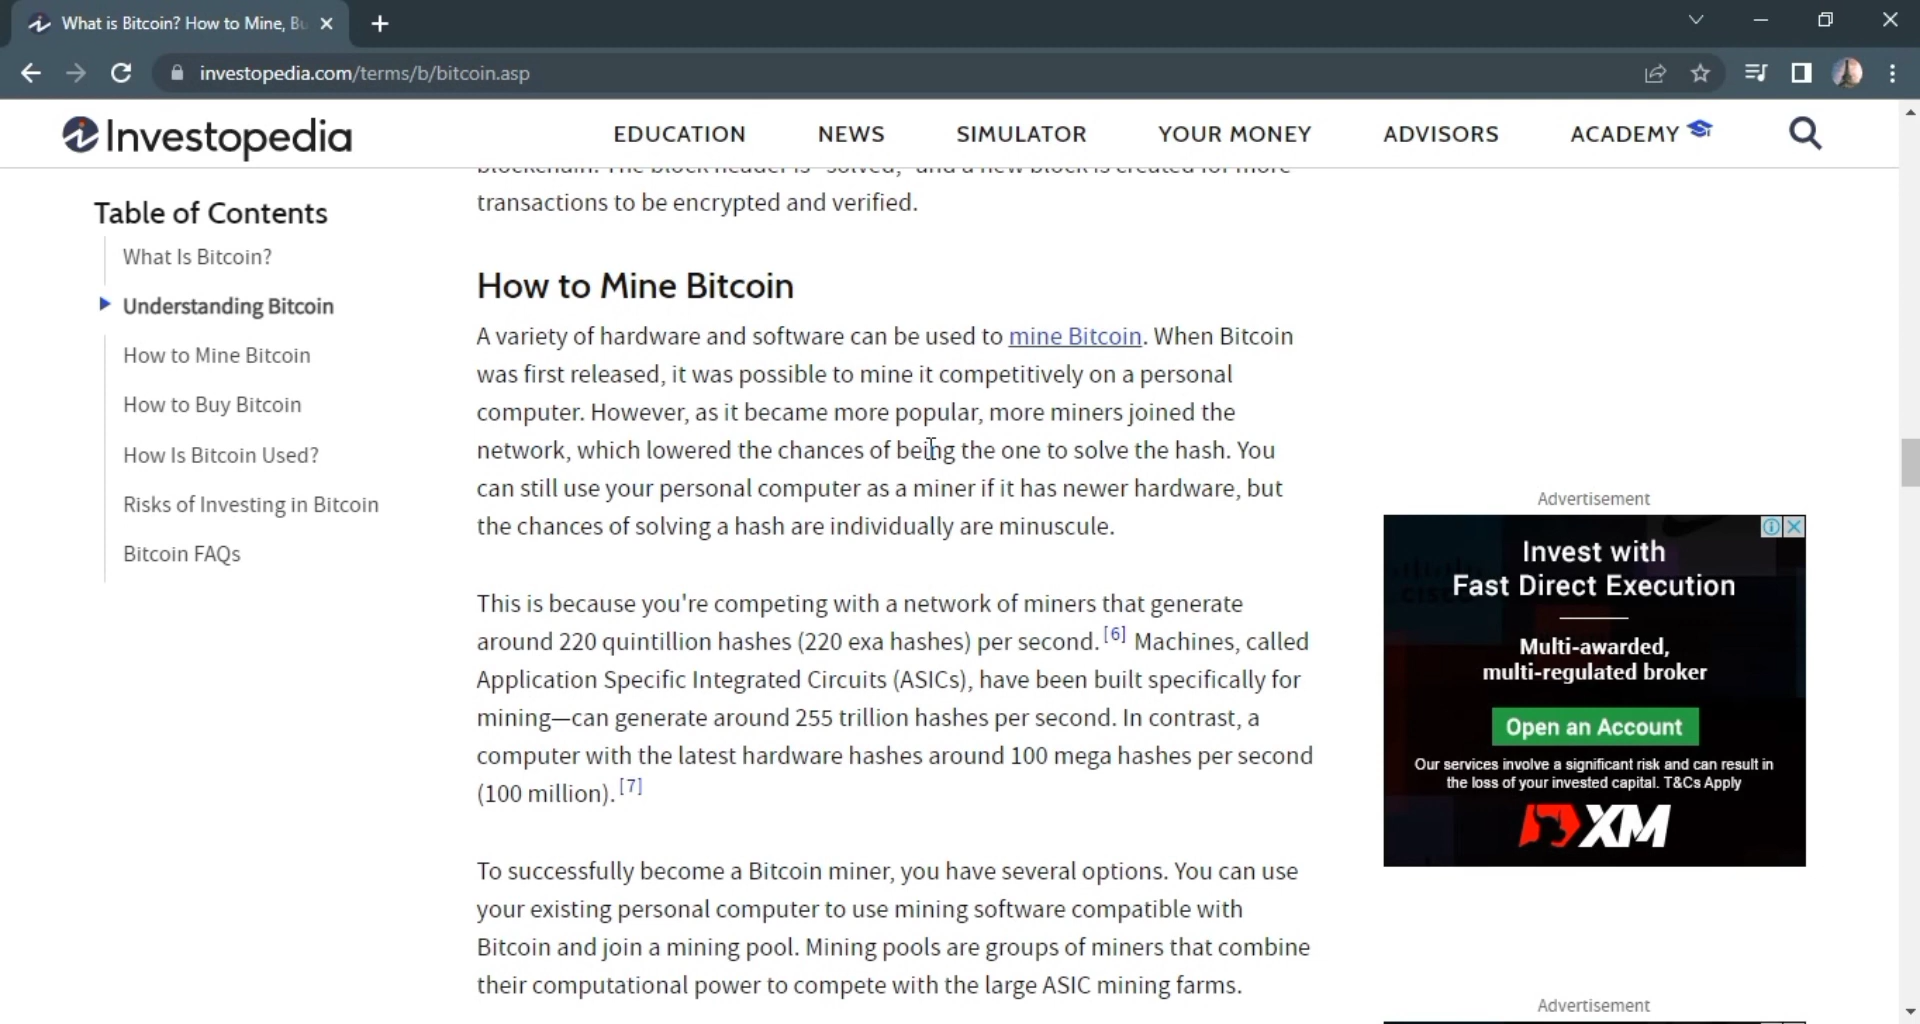 What is Bitcoin? How to Mine, Bu
investopedia.com/terms/b/bitcoin.asp
Investopedia
EDUCATION
NEWS
SIMULATOR
YOUR MONEY
ADVISORS
ACADEMY
Table of Contents
What Is Bitcoin?
Understanding Bitcoin
How to Mine Bitcoin
How to Buy Bitcoin
How Is Bitcoin Used?
Risks of Investing in Bitcoin
Bitcoin FAQs
blockchain. The block header is "solved," and a new block is created for more
transactions to be encrypted and verified.
How to Mine Bitcoin
A variety of hardware and software can be used to mine Bitcoin. When Bitcoin
was first released, it was possible to mine it competitively on a personal
computer. However, as it became more popular, more miners joined the
network, which lowered the chances of being the one to solve the hash. You
can still use your personal computer as a miner if it has newer hardware, but
the chances of solving a hash are individually are minuscule.
This is because you're competing with a network of miners that generate
around 220 quintillion hashes (220 exa hashes) per second.[6] Machines, called
Application Specific Integrated Circuits (ASICs), have been built specifically for
mining—can generate around 255 trillion hashes per second. In contrast, a
computer with the latest hardware hashes around 100 mega hashes per second
(100 million).[7]
To successfully become a Bitcoin miner, you have several options. You can use
your existing personal computer to use mining software compatible with
Bitcoin and join a mining pool. Mining pools are groups of miners that combine
their computational power to compete with the large ASIC mining farms.
Advertisement
Invest with
Fast Direct Execution
Multi-awarded,
multi-regulated broker
Open an Account
Our services involve a significant risk and can result in
the loss of your invested capital. T&Cs Apply
XM
Advertisement